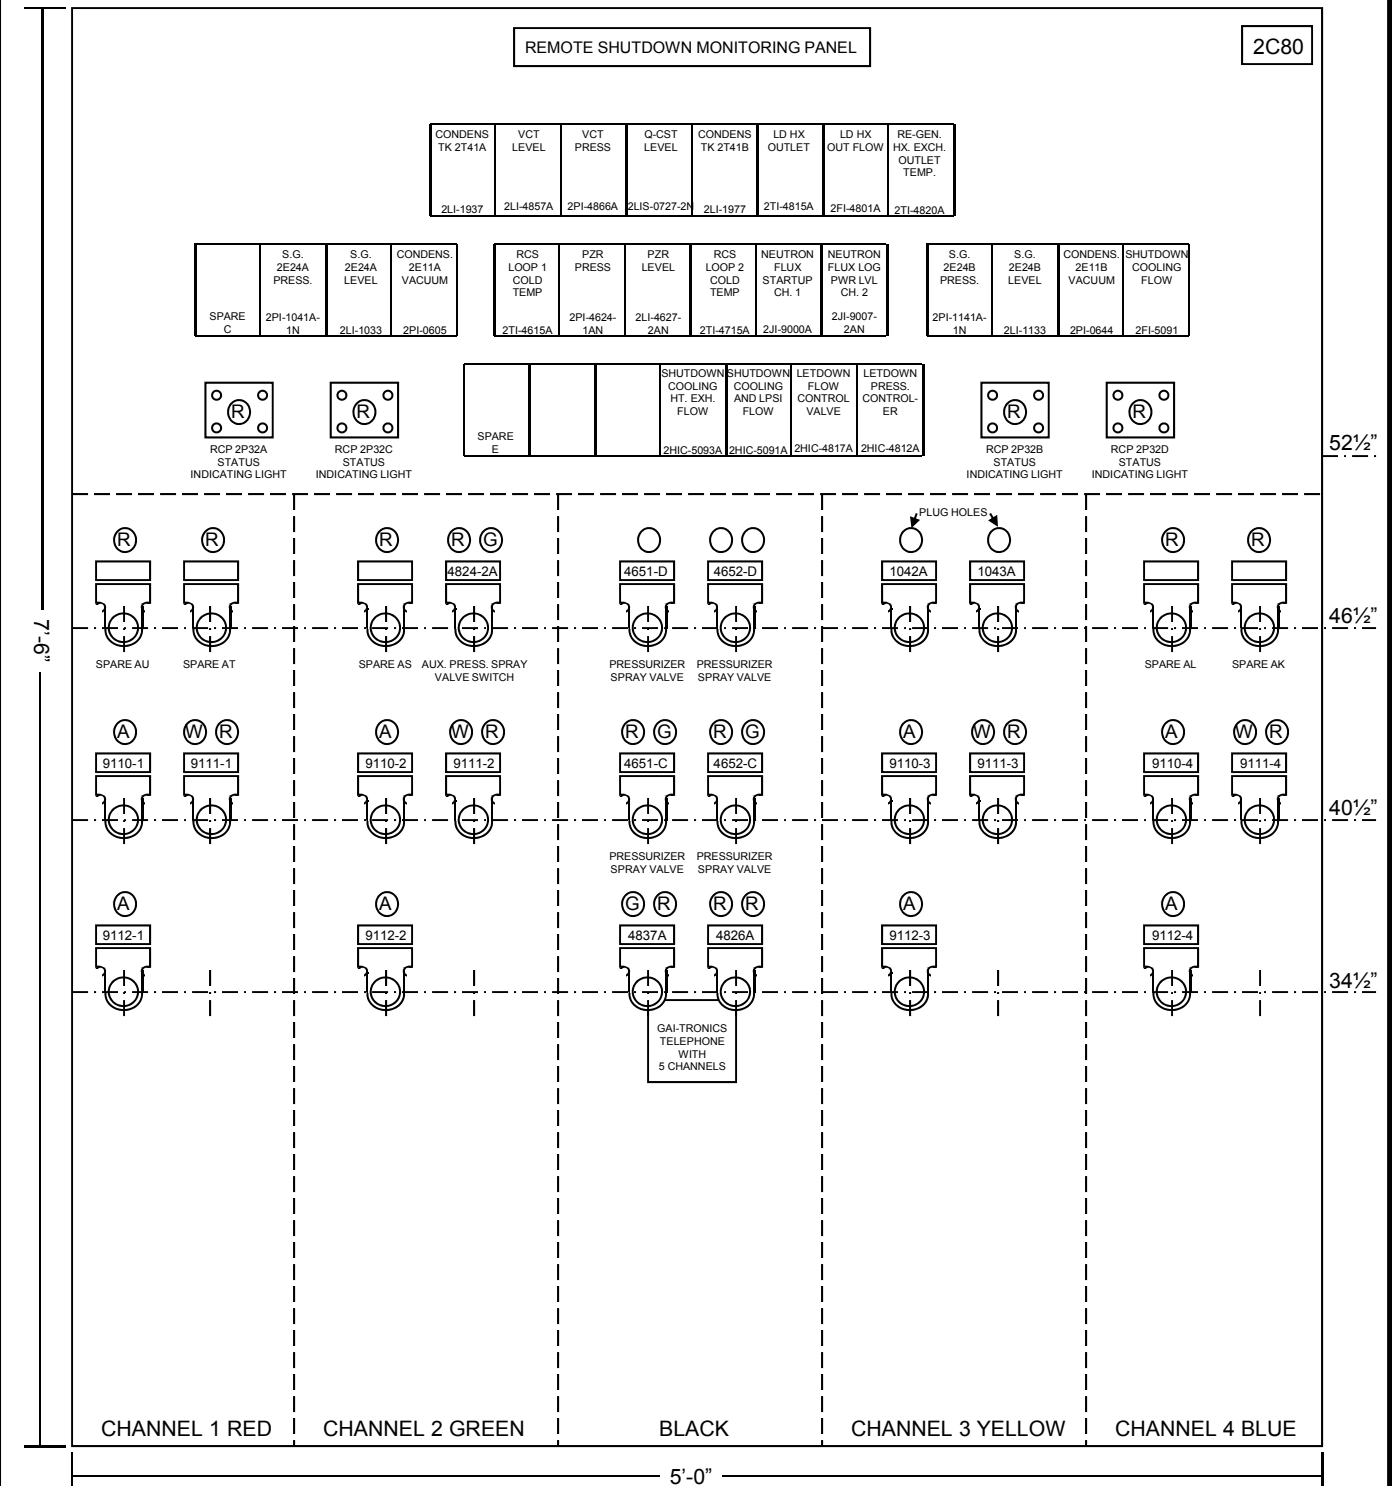 REMOTE SHUTDOWN MONITORING PANEL
2C80
CONDENS
TK 2T41A
2LI-1937
VCT
LEVEL
2LI-4857A
VCT
PRESS
2PI-4866A
Q-CST
LEVEL
2LIS-0727-2N
CONDENS
TK 2T41B
2LI-1977
LD HX
OUTLET
2TI-4815A
LD HX
OUT FLOW
2FI-4801A
RE-GEN.
HX. EXCH.
OUTLET
TEMP.
2TI-4820A
SPARE
C
S.G.
2E24A
PRESS.
2PI-1041A-
1N
S.G.
2E24A
LEVEL
2LI-1033
CONDENS.
2E11A
VACUUM
2PI-0605
RCS
LOOP 1
COLD
TEMP
2TI-4615A
PZR
PRESS
2PI-4624-
1AN
PZR
LEVEL
2LI-4627-
2AN
RCS
LOOP 2
COLD
TEMP
2TI-4715A
NEUTRON
FLUX
STARTUP
CH. 1
2JI-9000A
NEUTRON
FLUX LOG
PWR LVL
CH. 2
2JI-9007-
2AN
S.G.
2E24B
PRESS.
2PI-1141A-
1N
S.G.
2E24B
LEVEL
2LI-1133
CONDENS.
2E11B
VACUUM
2PI-0644
SHUTDOWN
COOLING
FLOW
2FI-5091
R
RCP 2P32A
STATUS
INDICATING LIGHT
R
RCP 2P32C
STATUS
INDICATING LIGHT
SPARE
E
SHUTDOWN
COOLING
HT. EXH.
FLOW
2HIC-5093A
SHUTDOWN
COOLING
AND LPSI
FLOW
2HIC-5091A
LETDOWN
FLOW
CONTROL
VALVE
2HIC-4817A
LETDOWN
PRESS.
CONTROL-
ER
2HIC-4812A
R
RCP 2P32B
STATUS
INDICATING LIGHT
R
RCP 2P32D
STATUS
INDICATING LIGHT
52½”
PLUG HOLES
R R R R G R R
4824-2A 4651-D 4652-D 1042A 1043A
46½”
SPARE AU
SPARE AT
SPARE AS
AUX. PRESS. SPRAY
VALVE SWITCH
PRESSURIZER
SPRAY VALVE
PRESSURIZER
SPRAY VALVE
SPARE AL
SPARE AK
7’-6”
A W R A W R R G R G A W R A W R
9110-1 9111-1 9110-2 9111-2 4651-C 4652-C 9110-3 9111-3 9110-4 9111-4
40½”
PRESSURIZER
SPRAY VALVE
PRESSURIZER
SPRAY VALVE
A A G R R R A A
9112-1 9112-2 4837A 4826A 9112-3 9112-4
34½”
GAI-TRONICS
TELEPHONE
WITH
5 CHANNELS
CHANNEL 1 RED
CHANNEL 2 GREEN
BLACK
CHANNEL 3 YELLOW
CHANNEL 4 BLUE
5’-0”